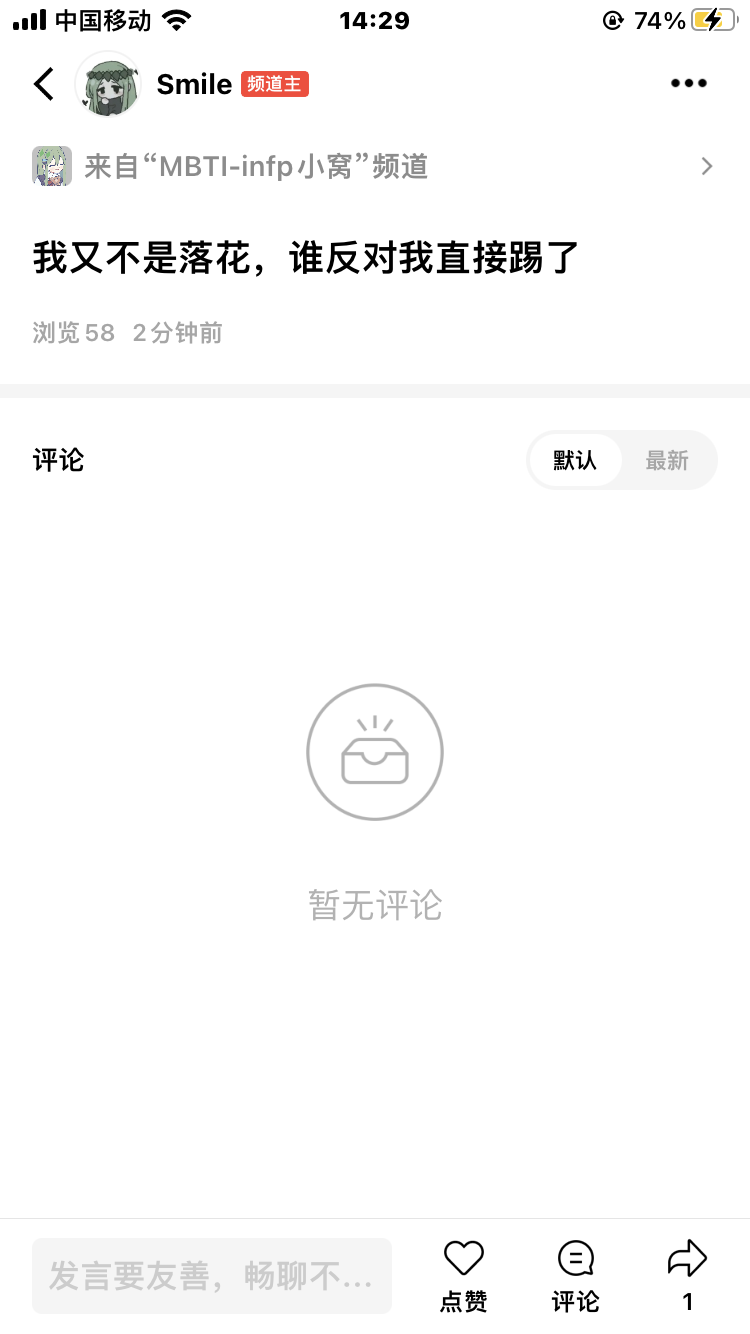 中国移动
14:29
74%
Smile
频道主
来自“MBTI-infp小窝”频道
我又不是落花，谁反对我直接踢了
浏览58 2分钟前
评论
默认
最新
暂无评论
发言要友善，畅聊不...
点赞
评论
1